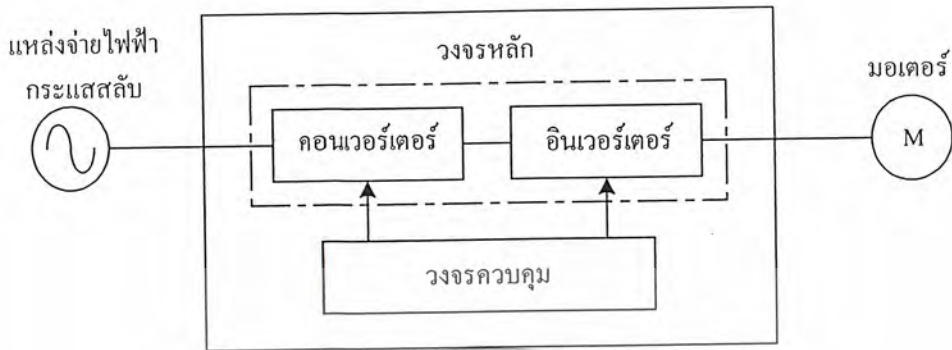 แหล่งจ่ายไฟฟ้า
กระแสสลับ
วงจรหลัก
มอเตอร์
คอนเวอร์เตอร์
อินเวอร์เตอร์
M
วงจรควบคุม